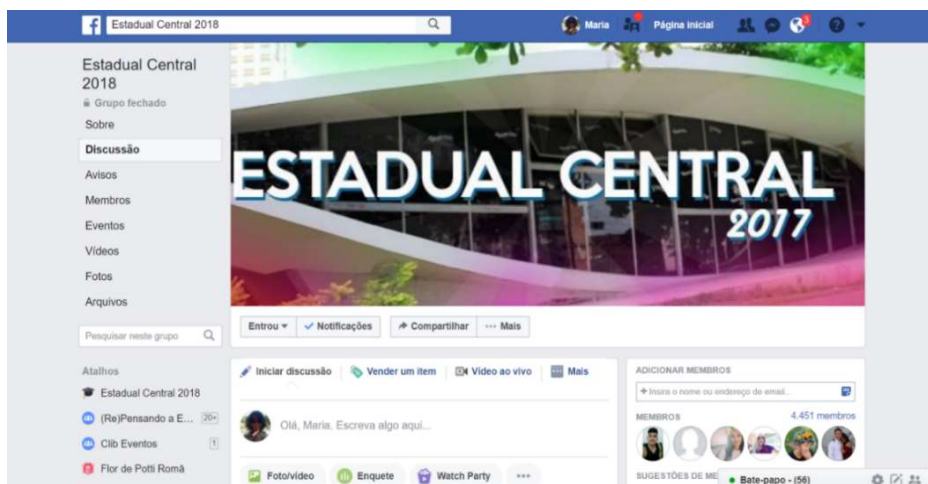 Estadual Central 2018
Maria
Página inicial
3
Estadual Central
2018
Grupo fechado
Sobre
Discussão
Avisos
Membros
Eventos
Vídeos
Fotos
Arquivos
Pesquisar neste grupo
Atalhos
Estadual Central 2018
(Re)Pensando a E... 20+
Clib Eventos 1
Flor de Potti Romã
ESTADUAL CENTRAL
2017
Entrou
Notificações
Compartilhar
Mais
Iniciar discussão
Vender um item
Vídeo ao vivo
Mais
Olá, Maria. Escreva algo aqui...
Foto/vídeo
Enquete
Watch Party
ADICIONAR MEMBROS
+ Insira o nome ou endereço de email...
MEMBROS
4.451 membros
SUGESTÕES DE ME
Bate-papo - (56)